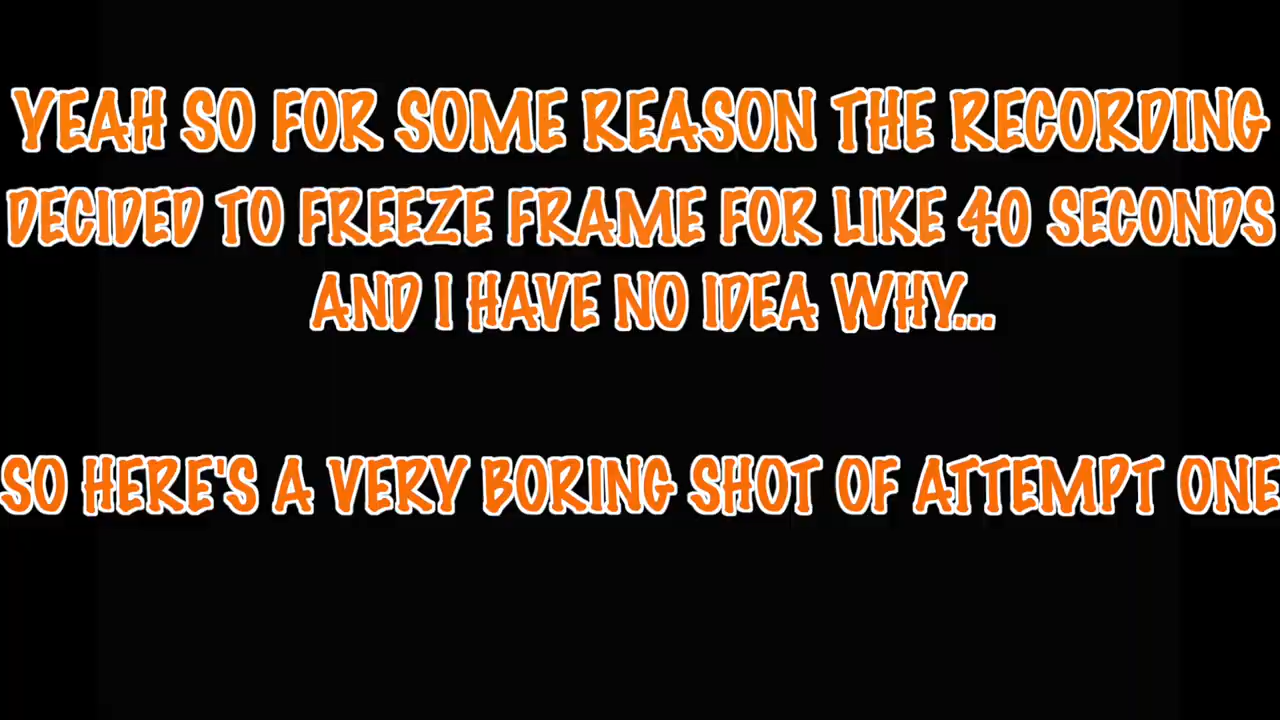 YEAH SO FOR SOME REASON THE RECORDING
DECIDED TO FREEZE FRAME FOR LIKE 40 SECONDS
AND I HAVE NO IDEA WHY...
SO HERE'S A VERY BORING SHOT OF ATTEMPT ONE